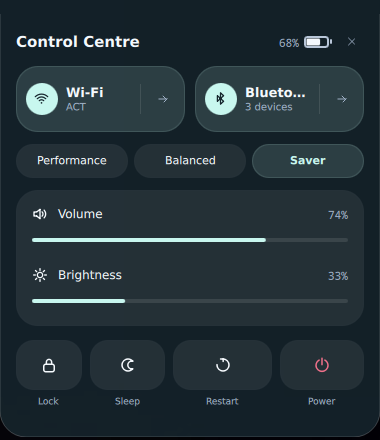 Control Centre 68%
Wi-Fi
ACT
Blueto...
3 devices
Performance Balanced Saver
Volume 74%
Brightness 33%
Lock Sleep Restart Power